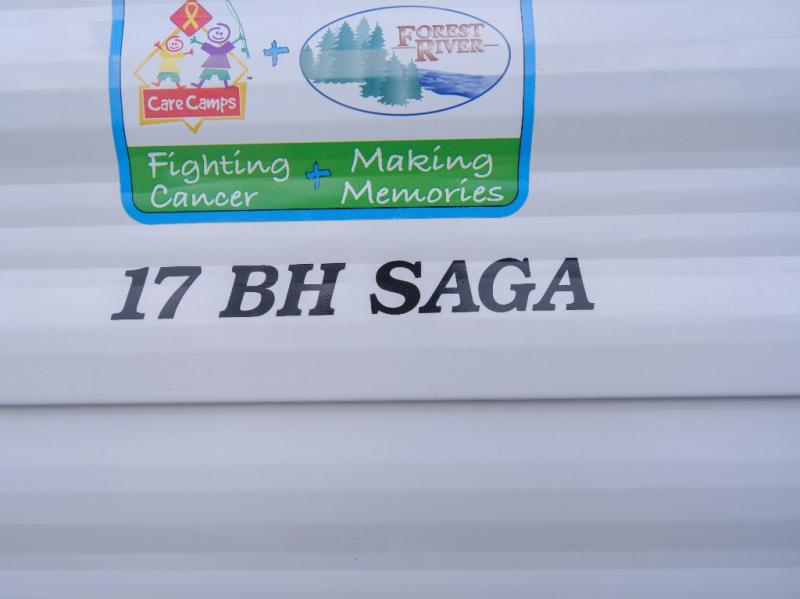 Care Camps
+
FOREST
RIVER
Fighting + Making
Cancer Memories
17 BH SAGA